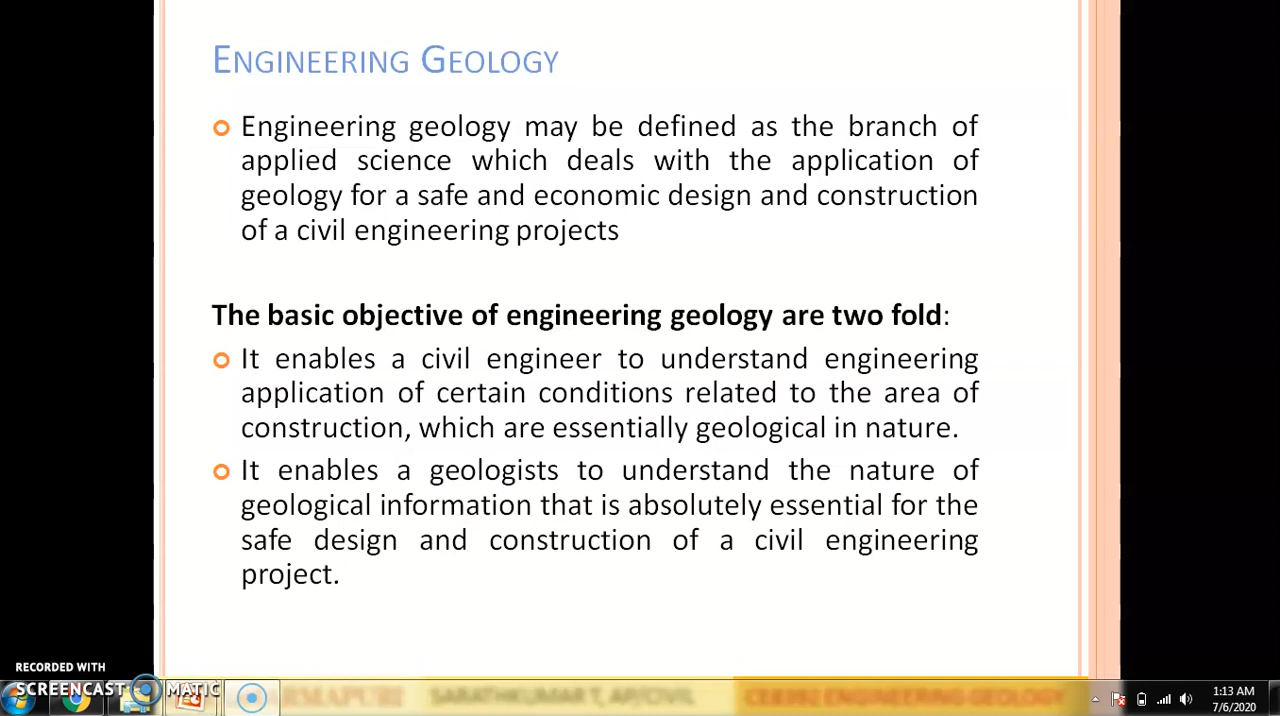 ENGINEERING GEOLOGY
Engineering geology may be defined as the branch of
applied science which deals with the application of
geology for a safe and economic design and construction
of a civil engineering projects
The basic objective of engineering geology are two fold:
It enables a civil engineer to understand engineering
application of certain conditions related to the area of
construction, which are essentially geological in nature.
It enables a geologists to understand the nature of
geological information that is absolutely essential for the
safe design and construction of a civil engineering
project.
RECORDED WITH
SCREENCAST MATIC
1:13 AM
7/6/2020